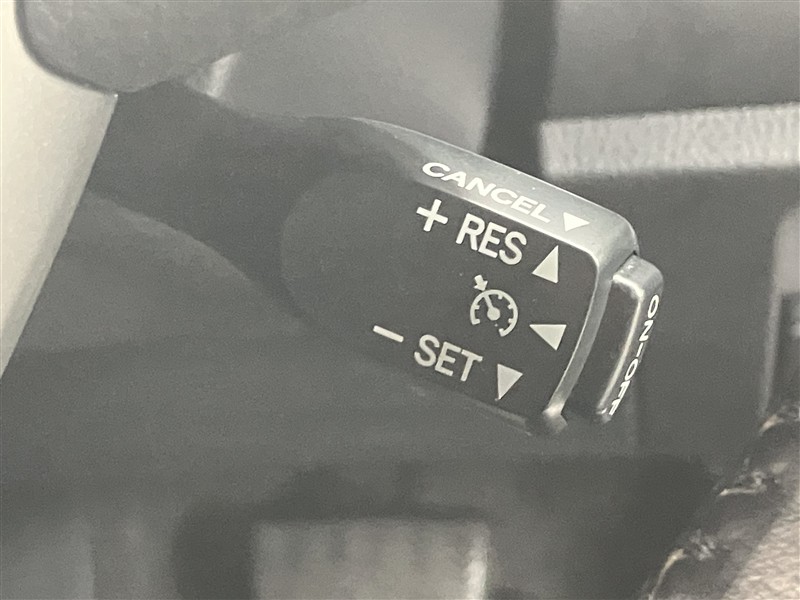 CANCEL ▼
+ RES ▲
◀
− SET ▼
ON-OFF